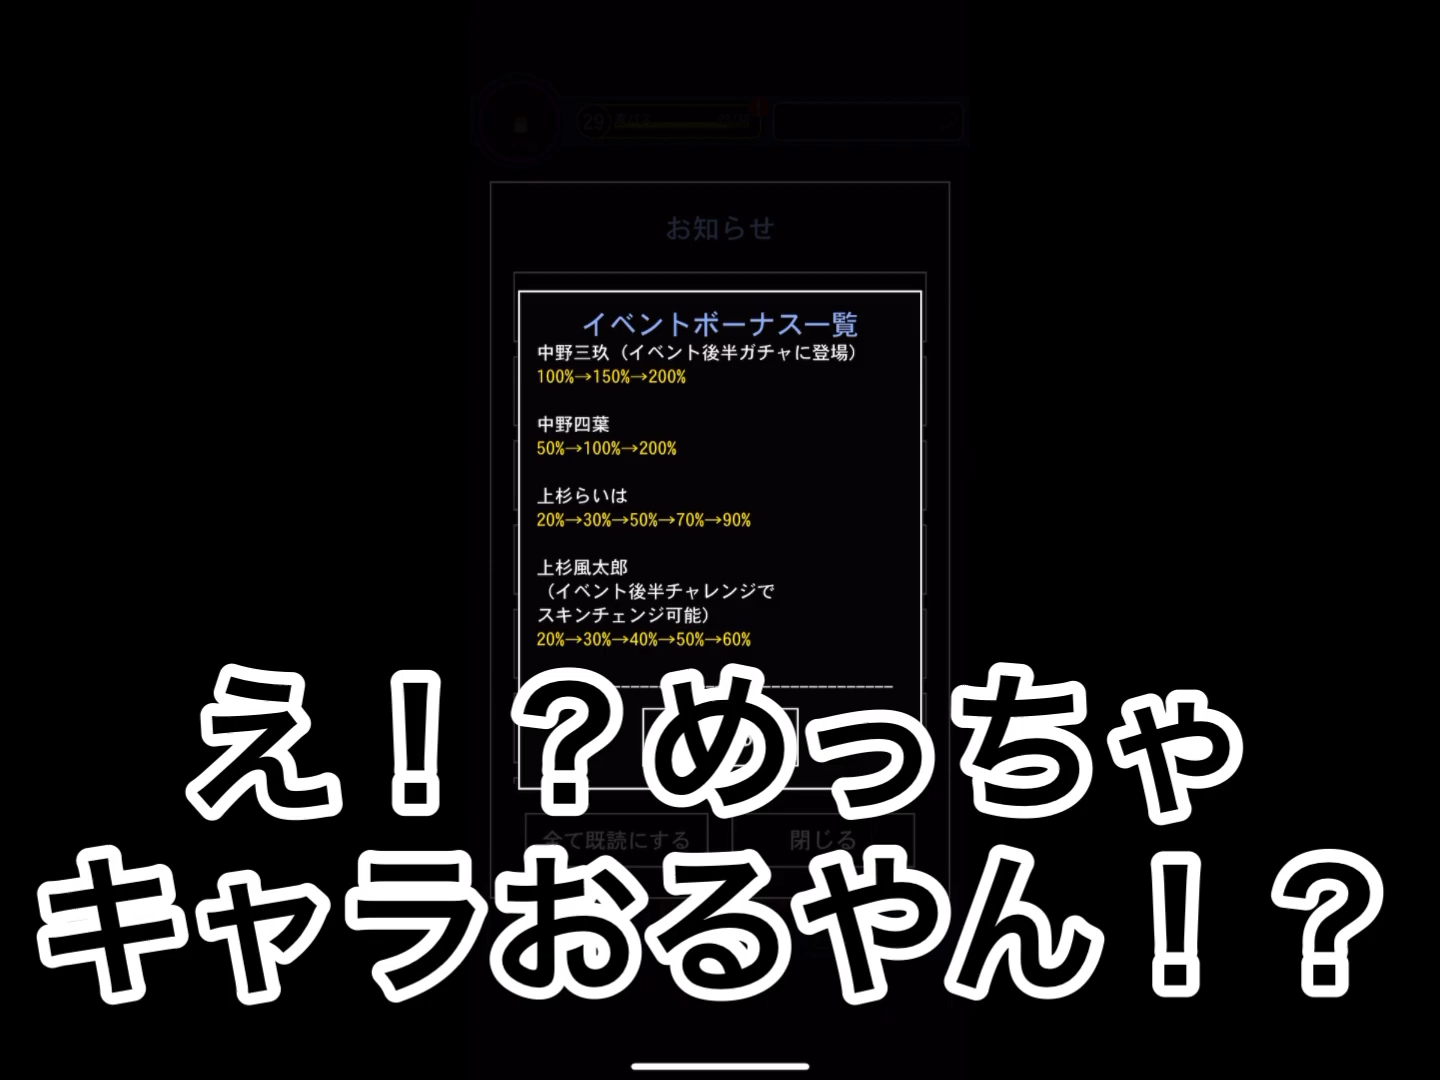 29
お知らせ
イベントボーナス一覧
中野三玖（イベント後半ガチャに登場）
100%→150%→200%
中野四葉
50%→100%→200%
上杉らいは
20%→30%→50%→70%→90%
上杉風太郎
（イベント後半チャレンジで
スキンチェンジ可能）
20%→30%→40%→50%→60%
え！？めっちゃ
全て既読にする
閉じる
キャラおるやん！？